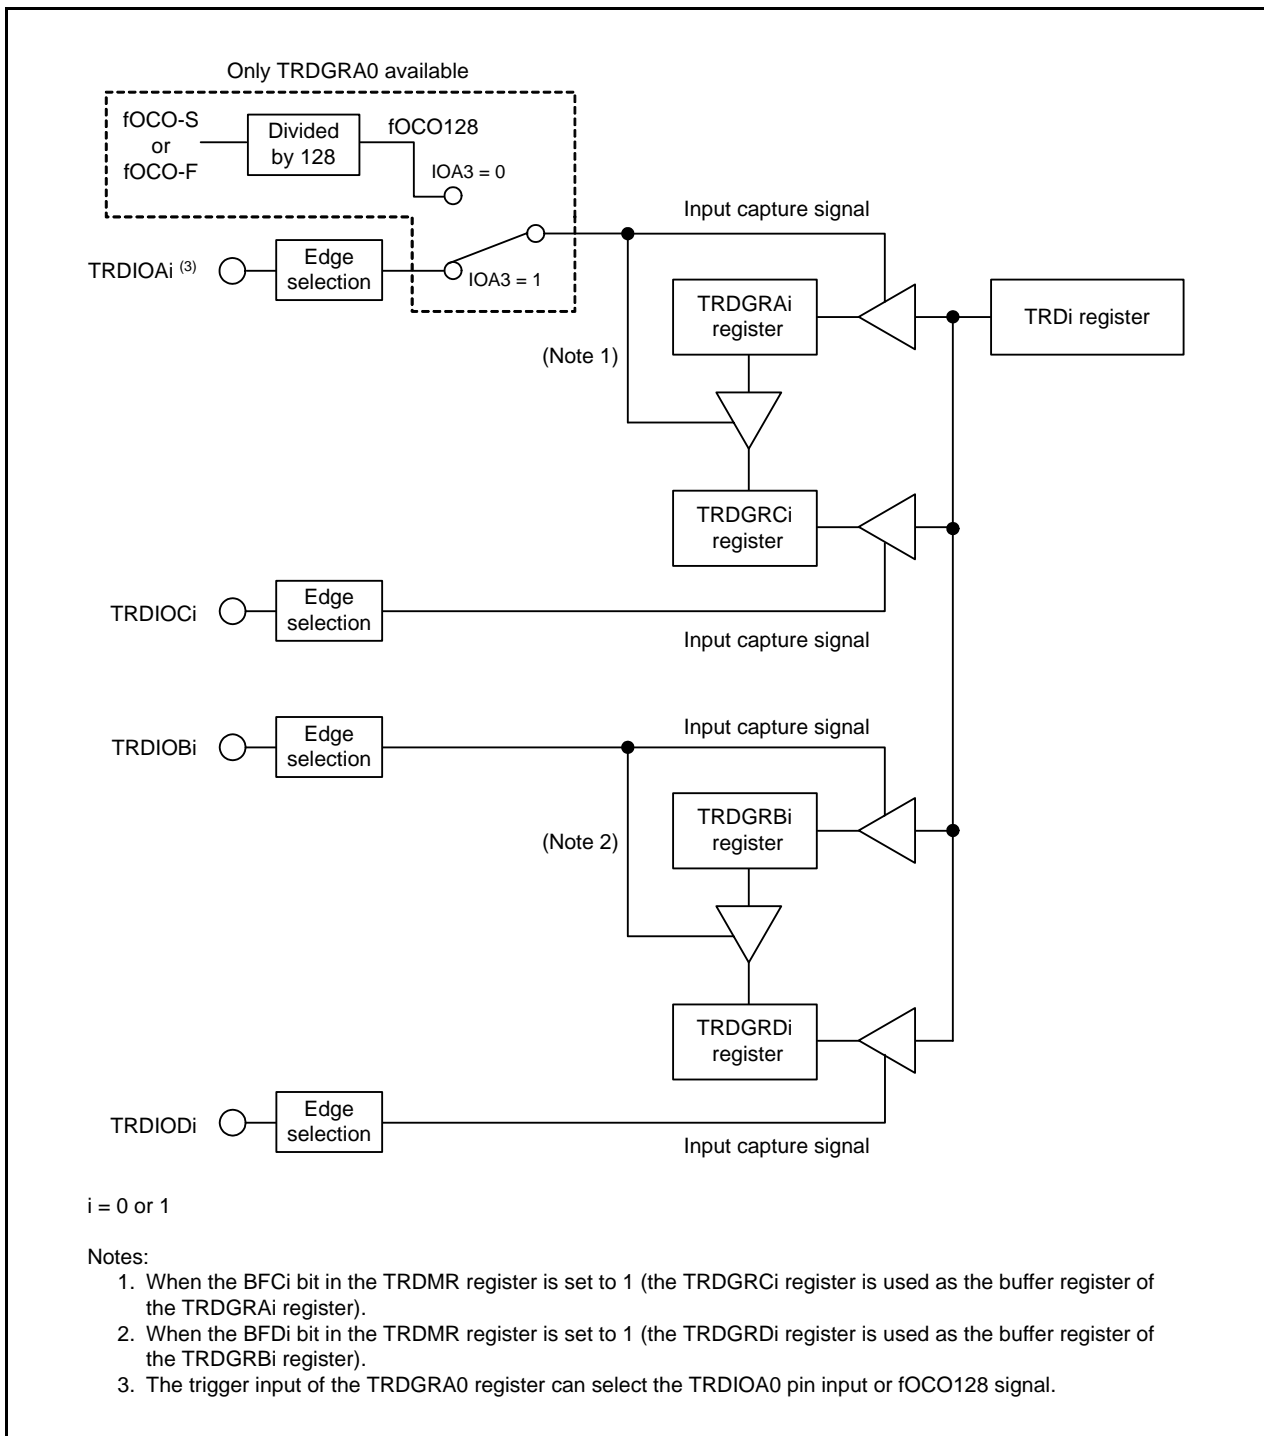 Only TRDGRA0 available
fOCO-S
or
fOCO-F
Divided
by 128
fOCO128
IOA3 = 0
Input capture signal
TRDIOAi (3)
Edge
selection
IOA3 = 1
TRDGRAi
register
TRDi register
(Note 1)
TRDGRCi
register
TRDIOCi
Edge
selection
Input capture signal
TRDIOBi
Edge
selection
Input capture signal
TRDGRBi
register
(Note 2)
TRDGRDi
register
TRDIODi
Edge
selection
Input capture signal
i = 0 or 1
Notes:
1. When the BFCi bit in the TRDMR register is set to 1 (the TRDGRCi register is used as the buffer register of
the TRDGRAi register).
2. When the BFDi bit in the TRDMR register is set to 1 (the TRDGRDi register is used as the buffer register of
the TRDGRBi register).
3. The trigger input of the TRDGRA0 register can select the TRDIOA0 pin input or fOCO128 signal.